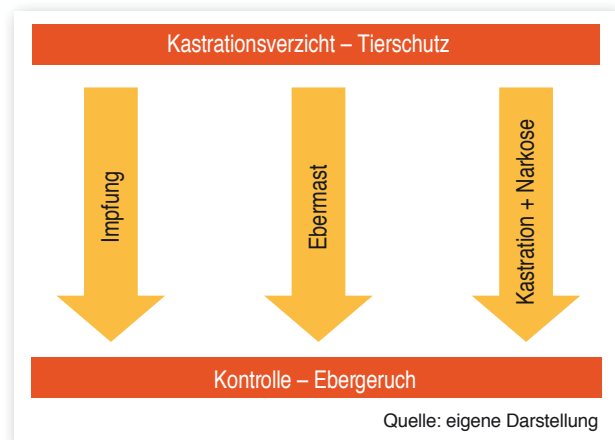 Kastrationsverzicht – Tierschutz
Impfung
Ebermast
Kastration + Narkose
Kontrolle – Ebergeruch
Quelle: eigene Darstellung